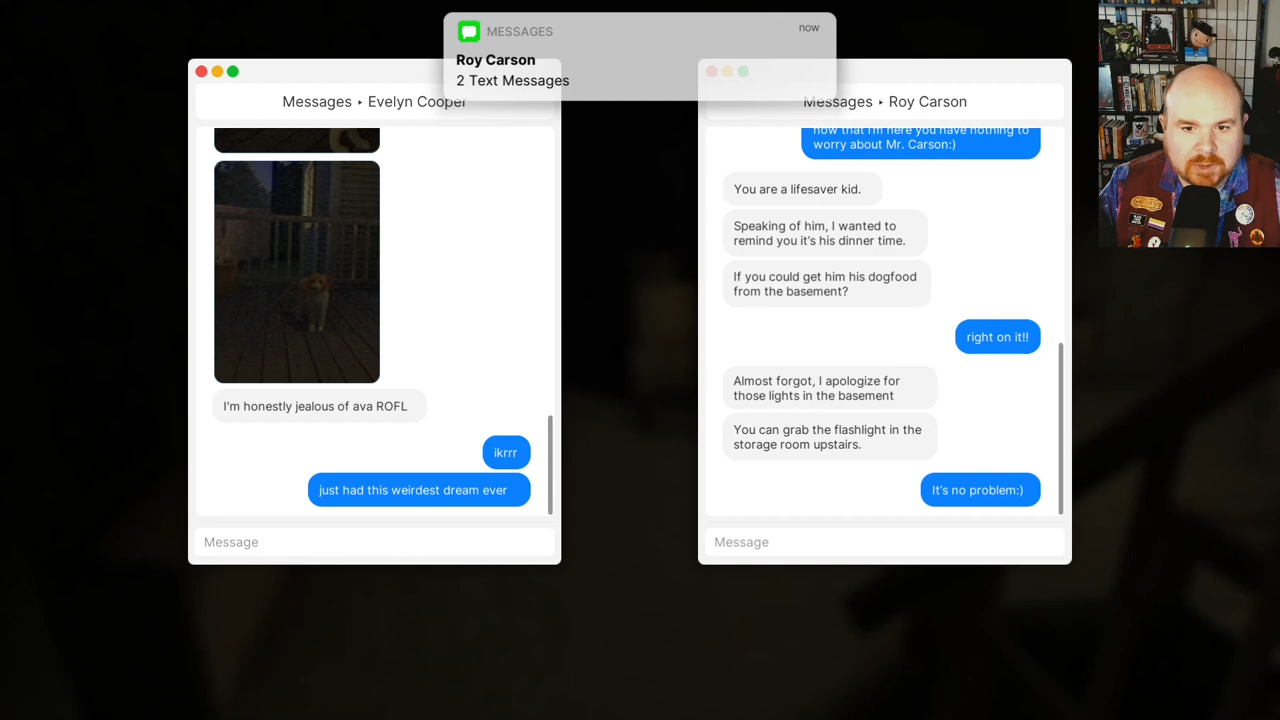 MESSAGES
now
Roy Carson
2 Text Messages
Messages ‣ Evelyn Cooper
I'm honestly jealous of ava ROFL
ikrrr
just had this weirdest dream ever
Message
Messages ‣ Roy Carson
now that I'm here you have nothing to
worry about Mr. Carson:)
You are a lifesaver kid.
Speaking of him, I wanted to
remind you it's his dinner time.
If you could get him his dogfood
from the basement?
right on it!!
Almost forgot, I apologize for
those lights in the basement
You can grab the flashlight in the
storage room upstairs.
It's no problem:)
Message